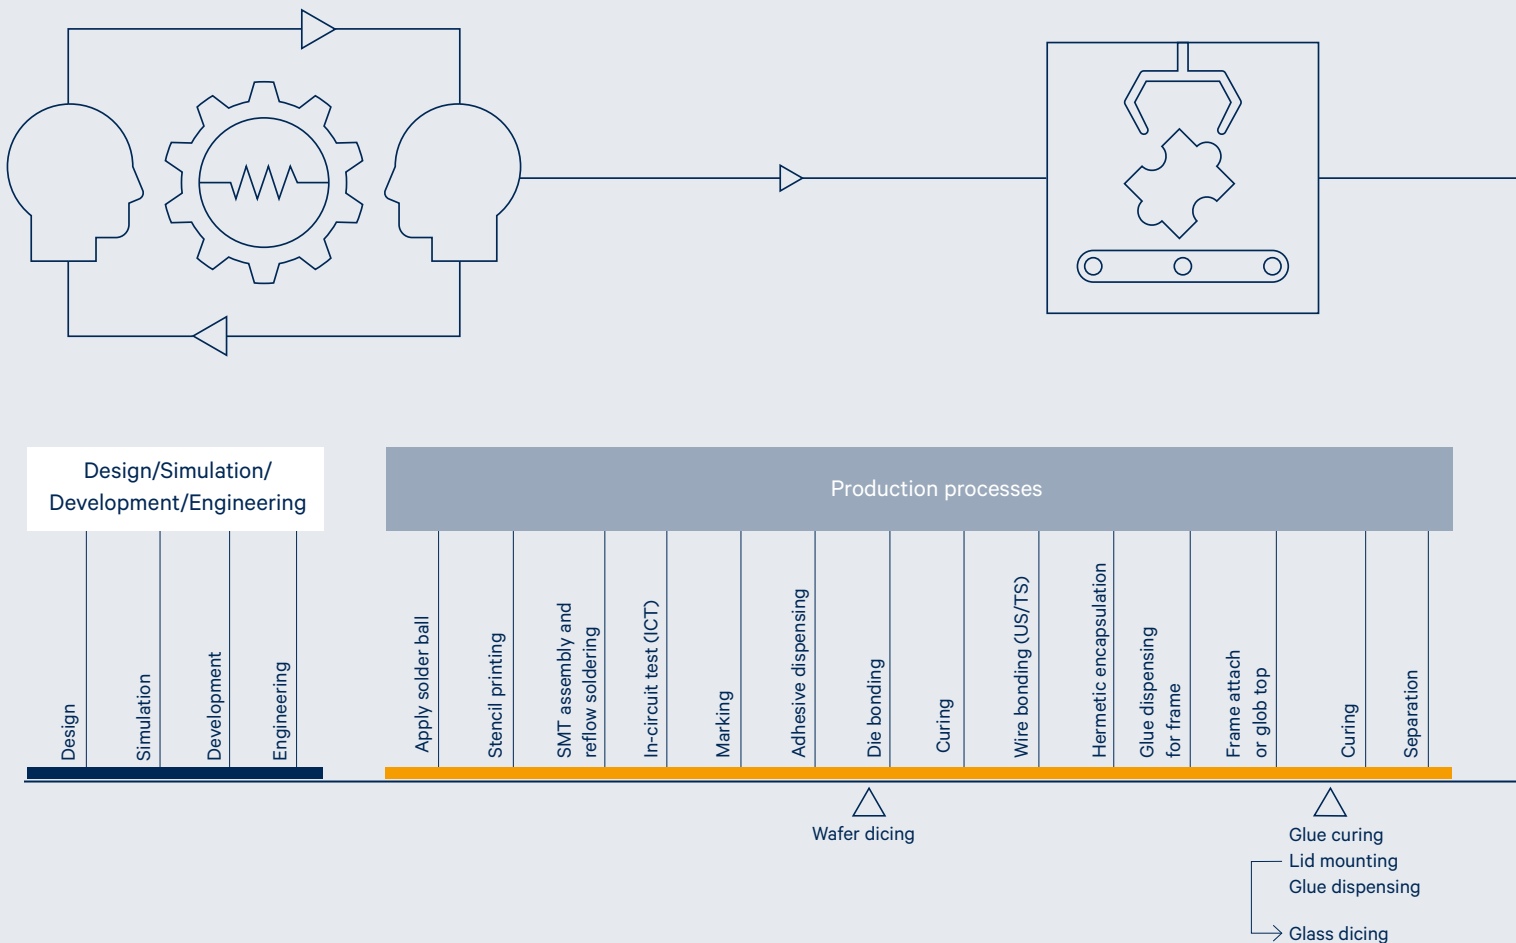 Design/Simulation/
Development/Engineering
Production processes
Design
Simulation
Development
Engineering
Apply solder ball
Stencil printing
SMT assembly and
reflow soldering
In-circuit test (ICT)
Marking
Adhesive dispensing
Die bonding
Curing
Wire bonding (US/TS)
Hermetic encapsulation
Glue dispensing
for frame
Frame attach
or glob top
Curing
Separation
Wafer dicing
Glue curing
Lid mounting
Glue dispensing
Glass dicing